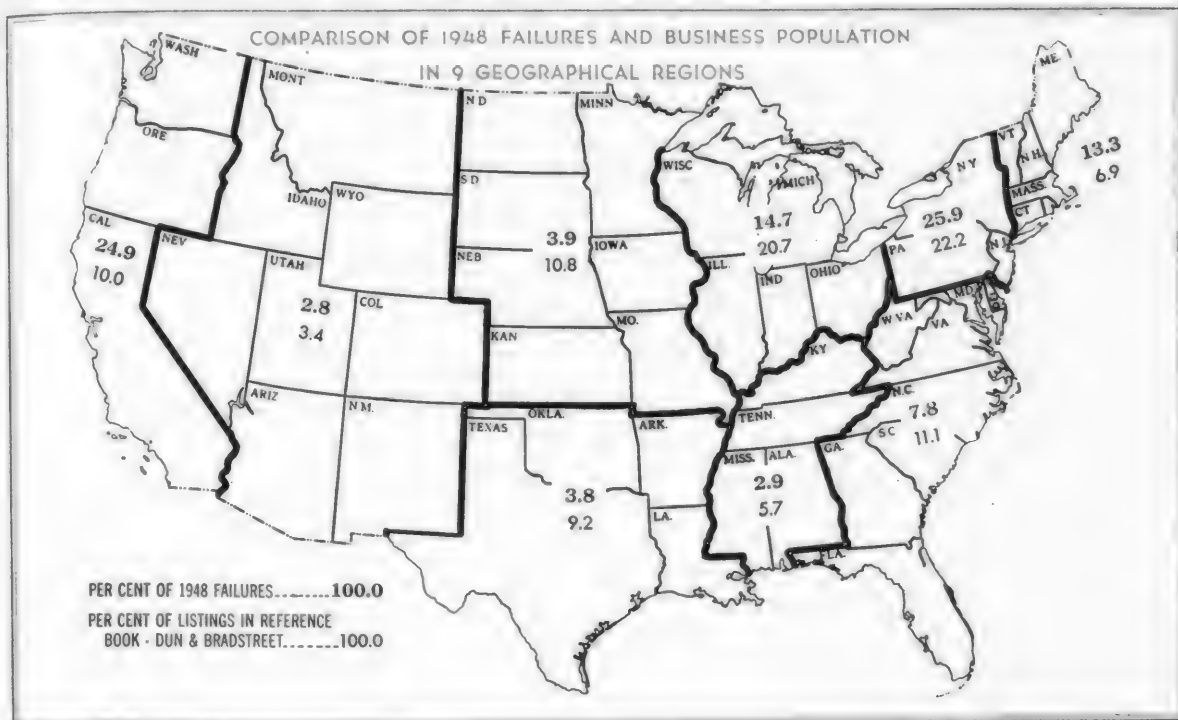 COMPARISON OF 1948 FAILURES AND BUSINESS POPULATION
IN 9 GEOGRAPHICAL REGIONS
WASH
ORE
CAL
24.9
10.0
NEV
IDAHO
MONT
WYO
UTAH
2.8
3.4
COL
ARIZ
N M.
N D
S D
NEB
KAN
MINN
3.9
10.8
IOWA
MO.
OKLA.
TEXAS
3.8
9.2
ARK.
LA.
WISC
MICH
14.7
20.7
ILL.
IND
OHIO
KY
TENN.
MISS.
ALA.
2.9
5.7
NY
25.9
22.2
PA
N.J.
MD.
DEL
W VA
VA
N.C.
7.8
11.1
SC
GA.
FLA.
ME.
VT
N H.
MASS.
CT
13.3
6.9
PER CENT OF 1948 FAILURES 100.0
PER CENT OF LISTINGS IN REFERENCE
BOOK - DUN & BRADSTREET 100.0